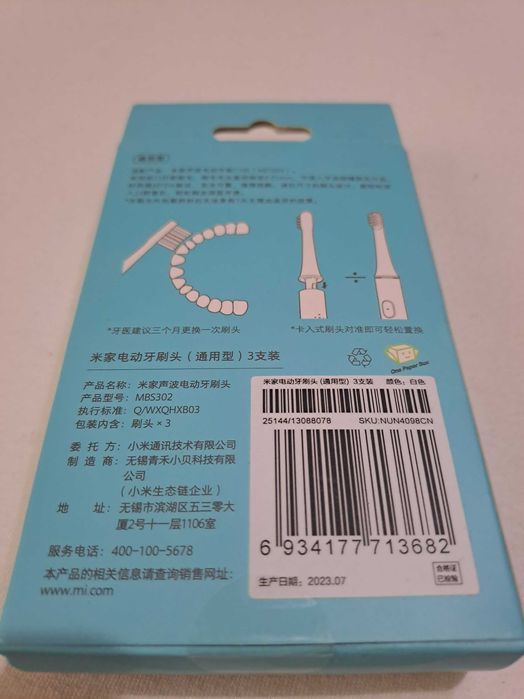 通用型
*牙医建议三个月更换一次刷头
*卡入式刷头对准即可轻松置换
米家电动牙刷头（通用型）3支装
One Paper Box
产品名称：米家声波电动牙刷头
产品型号：MBS302
执行标准：Q/WXQHXB03
包装内含：刷头×3
委托方：小米通讯技术有限公司
制造商：无锡青禾小贝科技有限
公司
（小米生态链企业）
地址：无锡市滨湖区五三零大
厦2号十一层1106室
服务电话：400-100-5678
本产品的相关信息请查询销售网址：
www.mi.com
米家电动牙刷头(通用型) 3支装 颜色：白色
25144/13088078 SKU:NUN4098CN
6 934177 713682
生产日期：2023.07
合格证
已检验